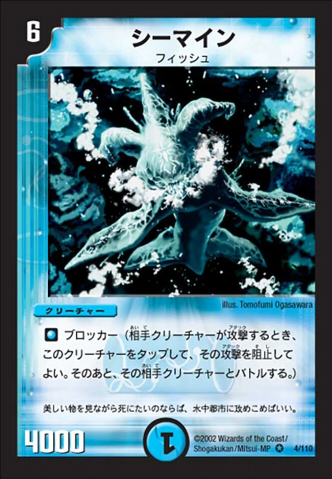 6
シーマイン
フィッシュ
illus. Tomofumi Ogasawara
クリーチャー
ブロッカー（相手クリーチャーが攻撃するとき、
このクリーチャーをタップして、その攻撃を阻止して
よい。そのあと、その相手クリーチャーとバトルする。）
美しい物を見ながら死にたいのならば、水中都市に攻めこめばいい。
4000
1
©2002 Wizards of the Coast/
Shogakukan/Mitsui-MP 4/110